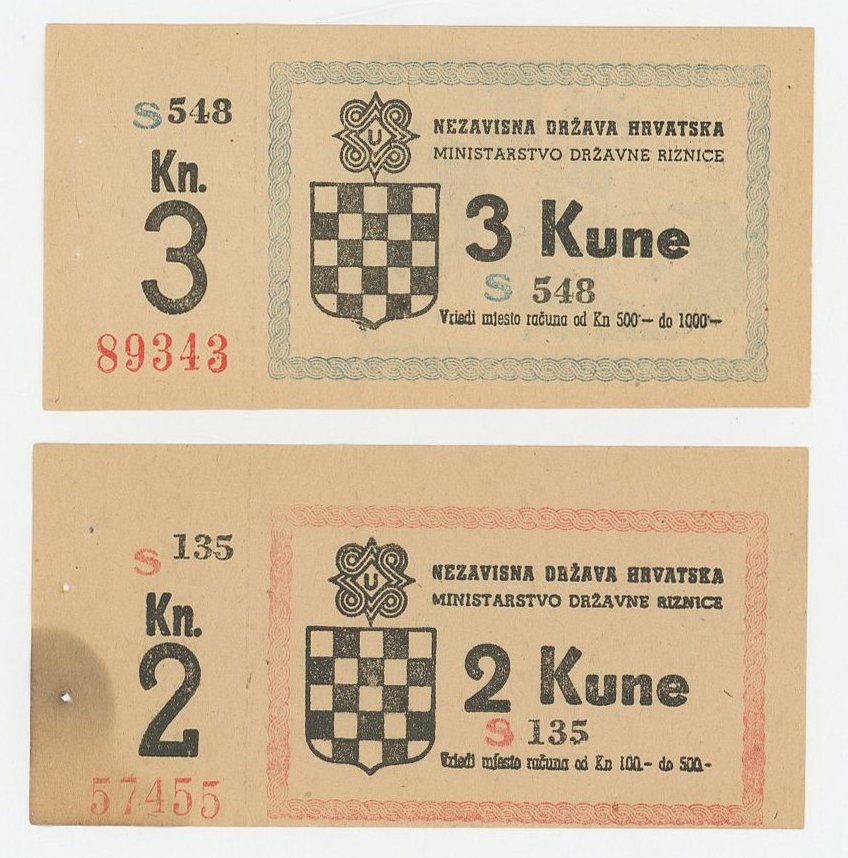 S 548
Kn.
3
89343
U
NEZAVISNA DRŽAVA HRVATSKA
MINISTARSTVO DRŽAVNE RIZNICE
3 Kune
S 548
Vriedi mjesto računa od Kn 500·— do 1000·—
S 135
Kn.
2
57455
U
NEZAVISNA DRŽAVA HRVATSKA
MINISTARSTVO DRŽAVNE RIZNICE
2 Kune
S 135
Vriedi mjesto računa od Kn 100.- do 500.-